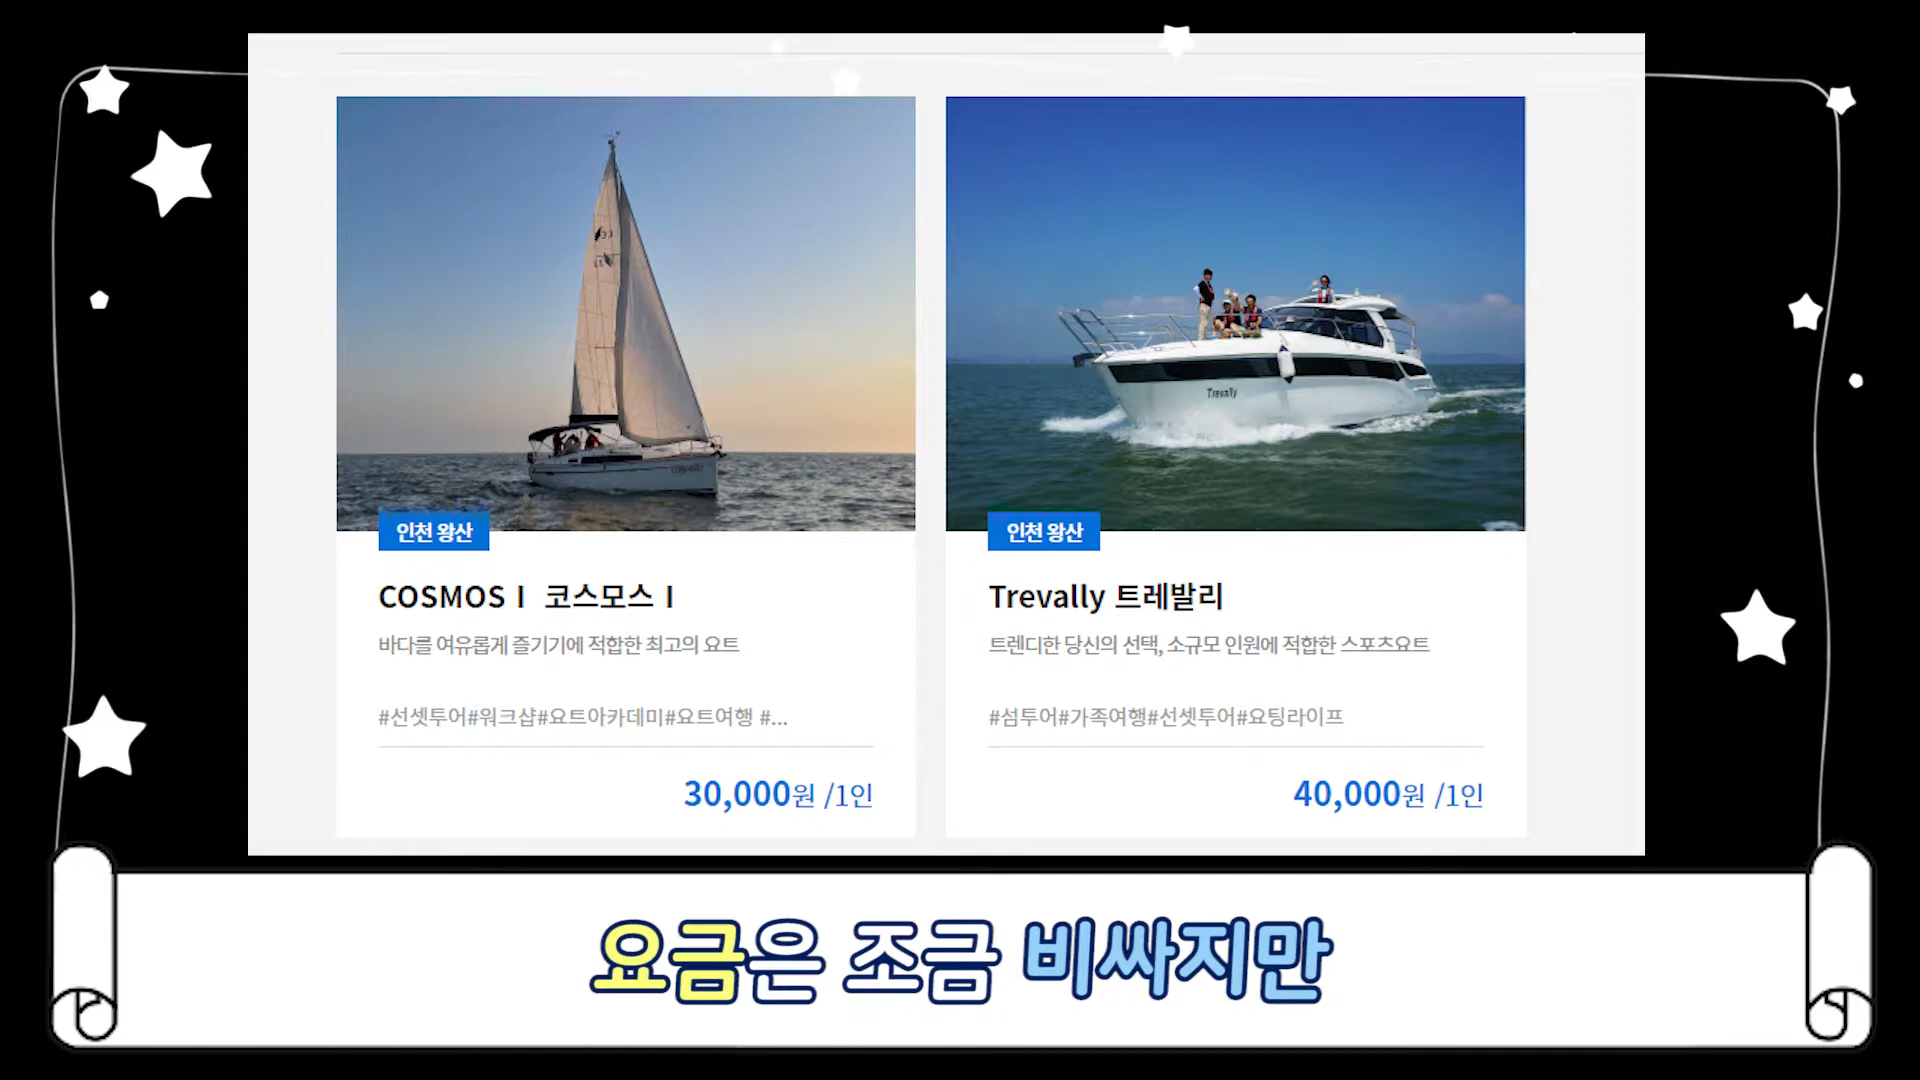 33
Trevally
인천 왕산
COSMOSⅠ 코스모스Ⅰ
바다를 여유롭게 즐기기에 적합한 최고의 요트
#선셋투어#워크샵#요트아카데미#요트여행 #...
30,000원 /1인
인천 왕산
Trevally 트레발리
트렌디한 당신의 선택, 소규모 인원에 적합한 스포츠요트
#섬투어#가족여행#선셋투어#요팅라이프
40,000원 /1인
요금은 조금 비싸지만